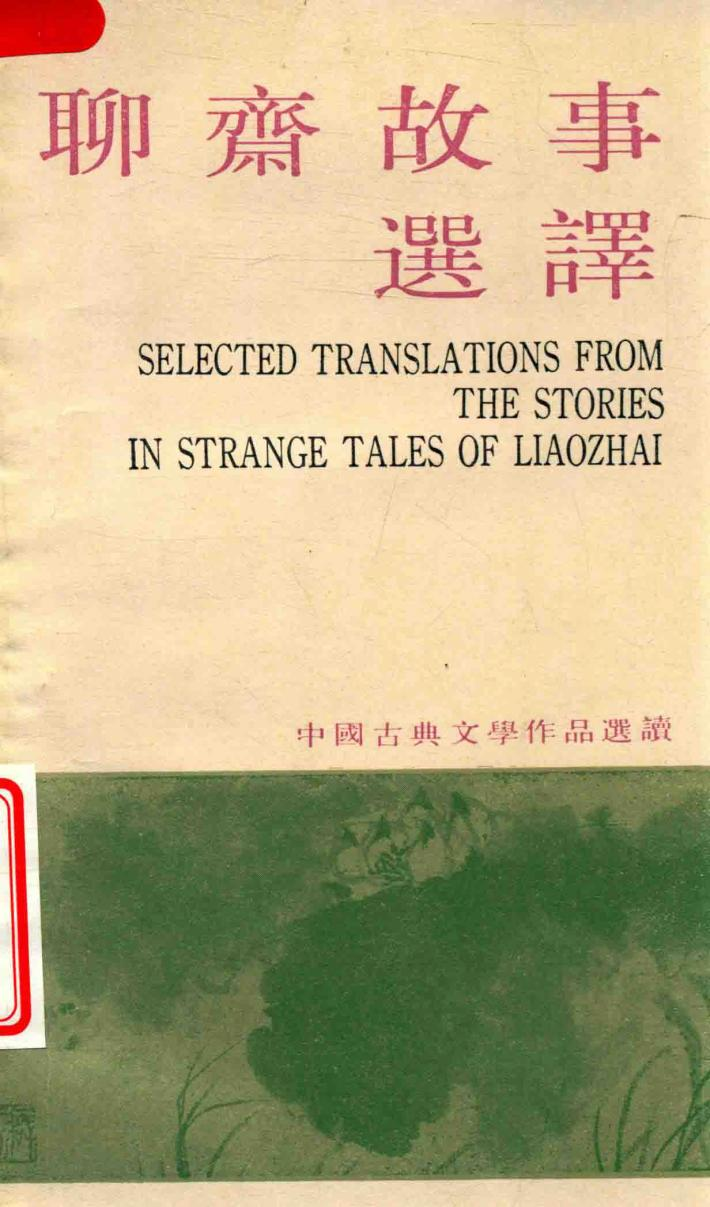 聊齋故事
選譯
SELECTED TRANSLATIONS FROM
THE STORIES
IN STRANGE TALES OF LIAOZHAI
中國古典文學作品選讀